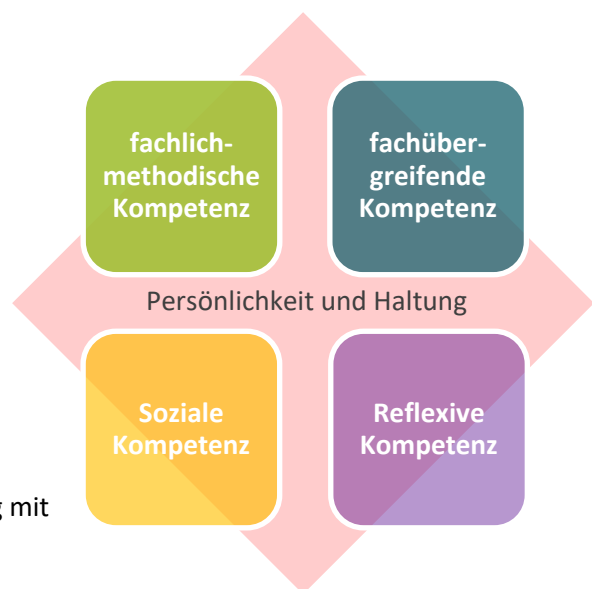 fachlich-
methodische
Kompetenz
fachüber-
greifende
Kompetenz
Persönlichkeit und Haltung
Soziale
Kompetenz
Reflexive
Kompetenz
mit